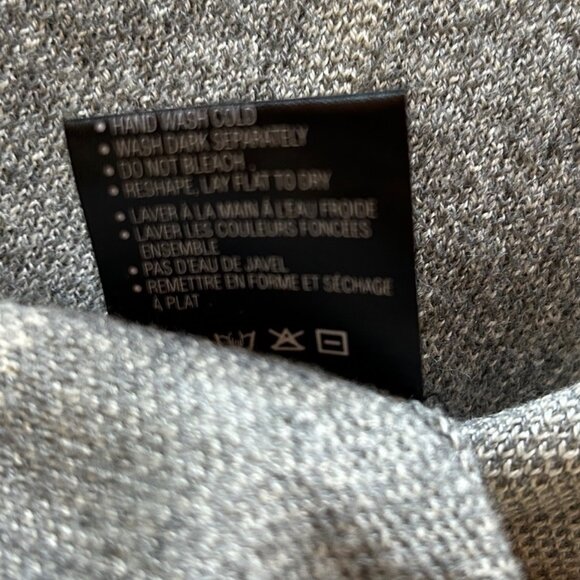 • HAND WASH COLD
• WASH DARK SEPARATELY
• DO NOT BLEACH
• RESHAPE, LAY FLAT TO DRY
• LAVER À LA MAIN À L'EAU FROIDE
• LAVER LES COULEURS FONCÉES
ENSEMBLE
• PAS D'EAU DE JAVEL
• REMETTRE EN FORME ET SÉCHAGE
À PLAT